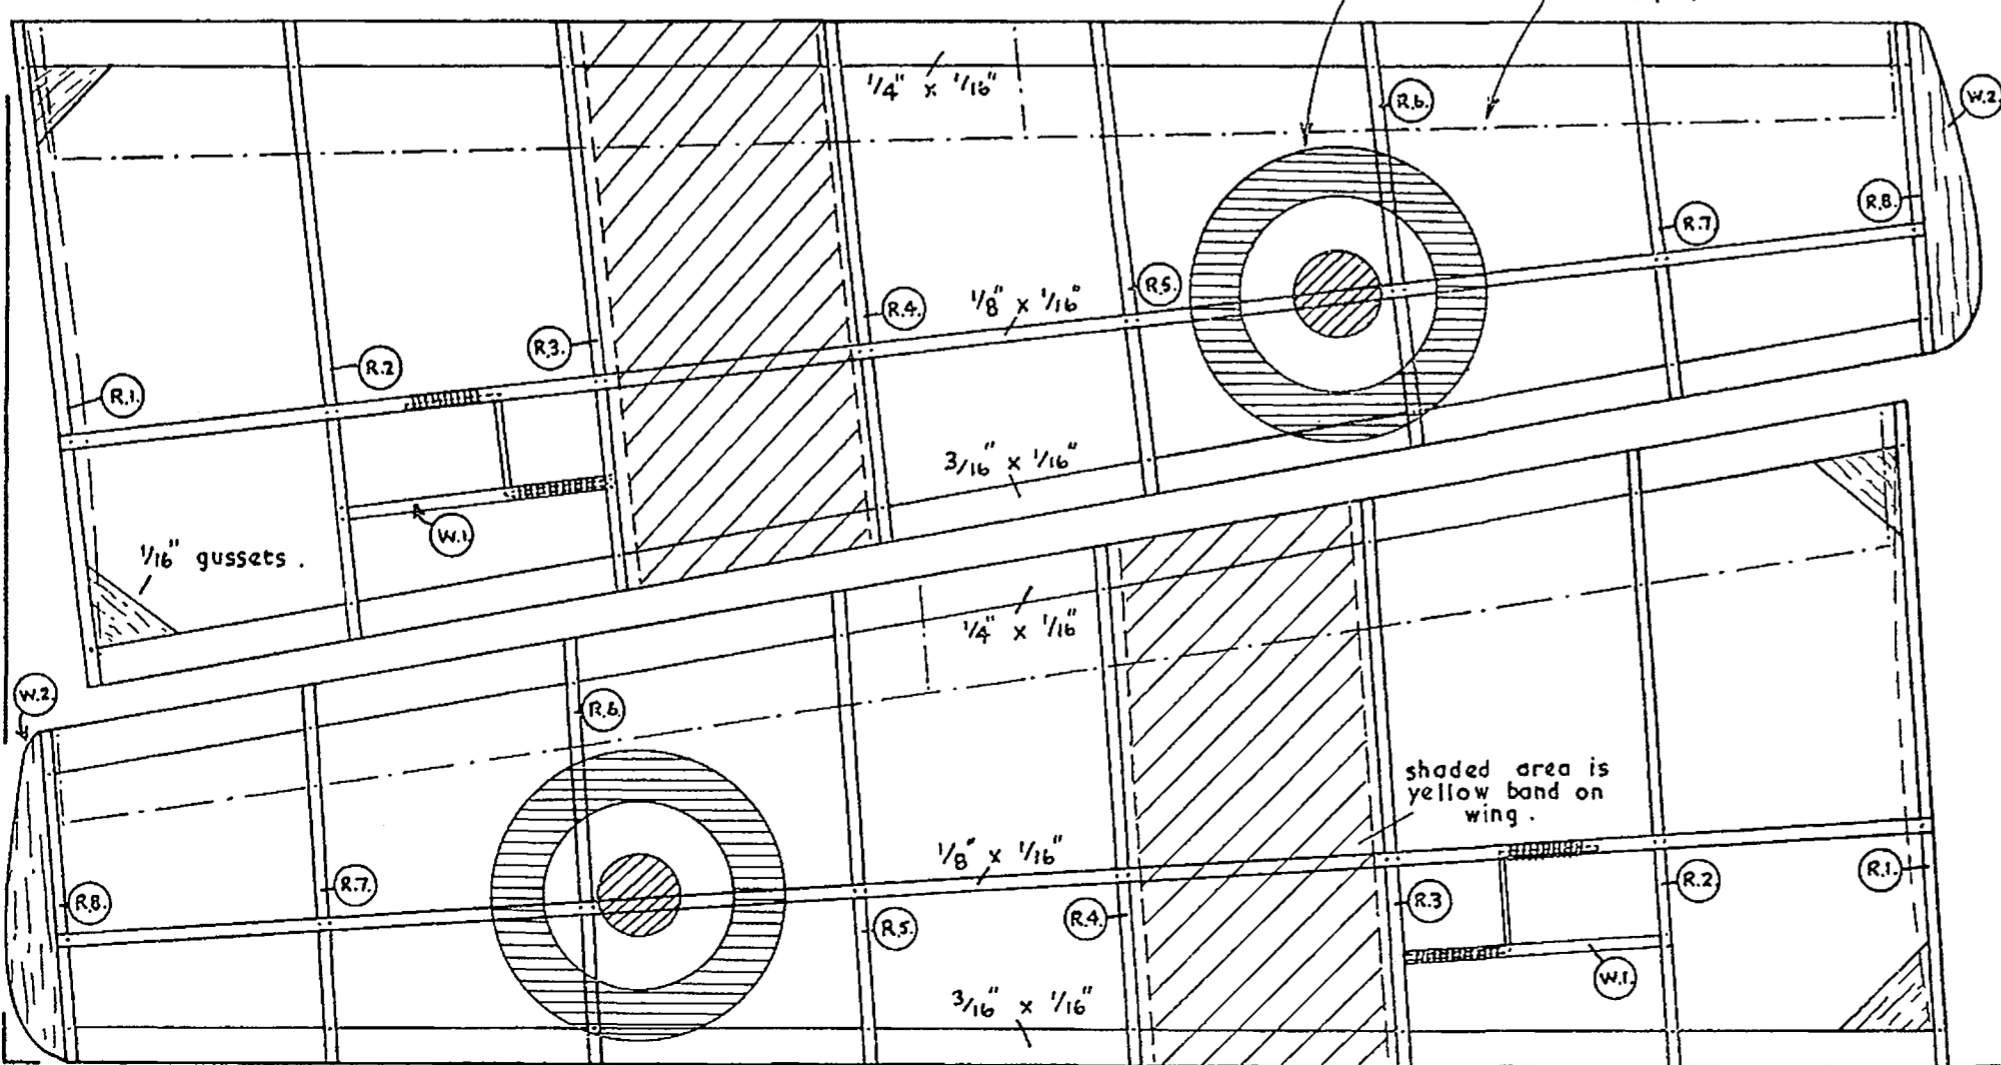 1/4" x 1/16"
R.6.
W.2.
R.8.
R.7.
R.5.
1/8" x 1/16"
R.4.
R.3.
R.2
R.1.
3/16" x 1/16"
W.1.
1/16" gussets .
1/4" x 1/16"
W.2.
R.6.
shaded area is
yellow band on
wing .
1/8" x 1/16"
R.8.
R.7.
R.5.
R.4.
R.3
R.2
R.1.
W.1.
3/16" x 1/16"